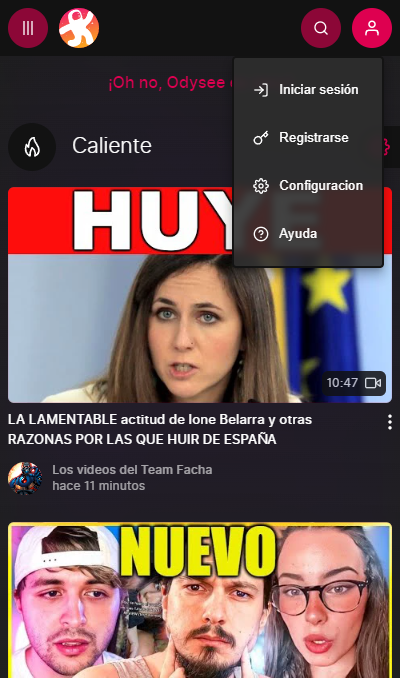 ¡Oh no, Odysee
Iniciar sesión
Caliente
Registrarse
Configuracion
Ayuda
HUYE
10:47
LA LAMENTABLE actitud de Ione Belarra y otras
RAZONAS POR LAS QUE HUIR DE ESPAÑA
Los videos del Team Facha
hace 11 minutos
NUEVO